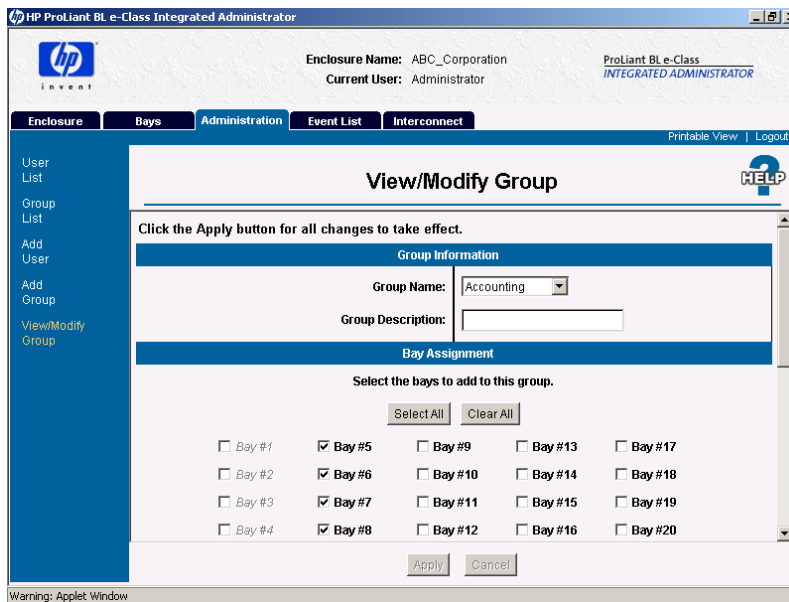 HP ProLiant BL e-Class Integrated Administrator
hp
invent
Enclosure Name: ABC_Corporation
Current User: Administrator
ProLiant BL e-Class
INTEGRATED ADMINISTRATOR
Enclosure Bays Administration Event List Interconnect
Printable View | Logout
User
List
Group
List
Add
User
Add
Group
View/Modify
Group
View/Modify Group
HELP
Click the Apply button for all changes to take effect.
Group Information
Group Name: Accounting
Group Description:
Bay Assignment
Select the bays to add to this group.
Select All Clear All
Bay #1 Bay #5 Bay #9 Bay #13 Bay #17
Bay #2 Bay #6 Bay #10 Bay #14 Bay #18
Bay #3 Bay #7 Bay #11 Bay #15 Bay #19
Bay #4 Bay #8 Bay #12 Bay #16 Bay #20
Apply Cancel
Warning: Applet Window